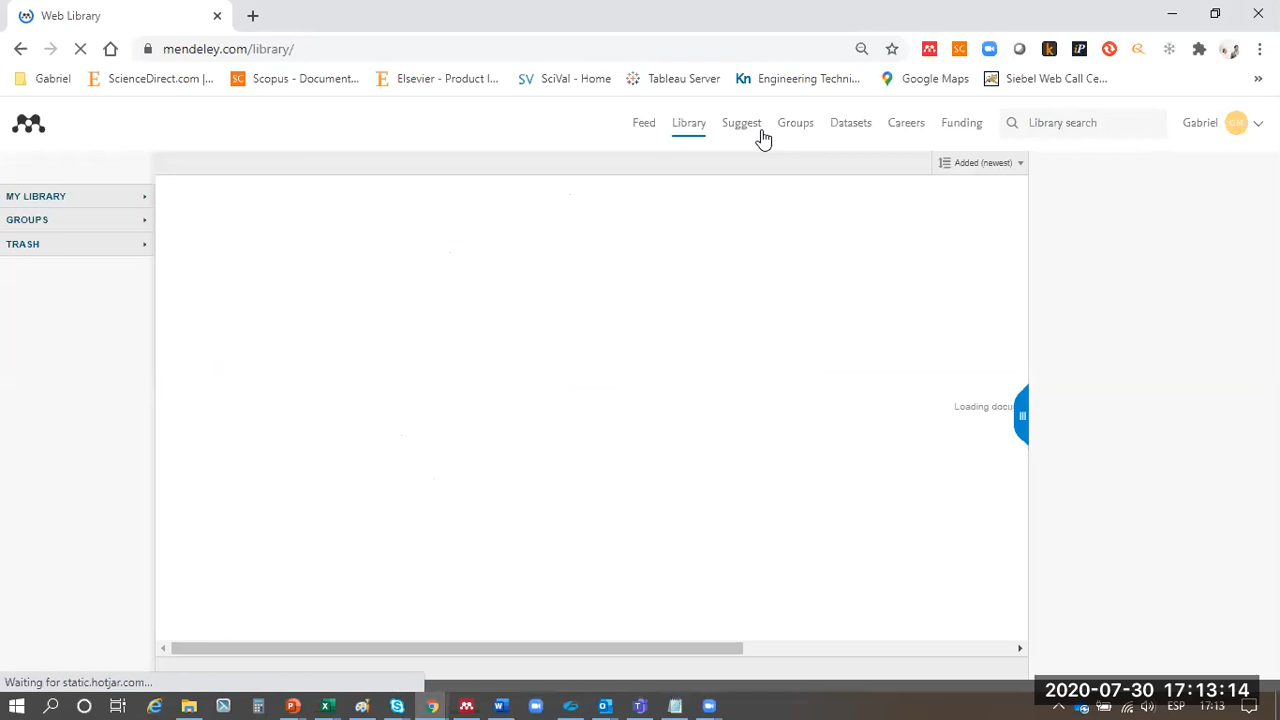 Web Library
mendeley.com/library/
Gabriel ScienceDirect.com |... Scopus - Document... Elsevier - Product I... SciVal - Home Tableau Server Kn Engineering Techni... Google Maps Siebel Web Call Ce... »
Feed Library Suggest Groups Datasets Careers Funding Library search Gabriel GM
Added (newest)
MY LIBRARY
GROUPS
TRASH
Loading docu
Waiting for static.hotjar.com...
2020-07-30 17:13:14
ESP 17:13